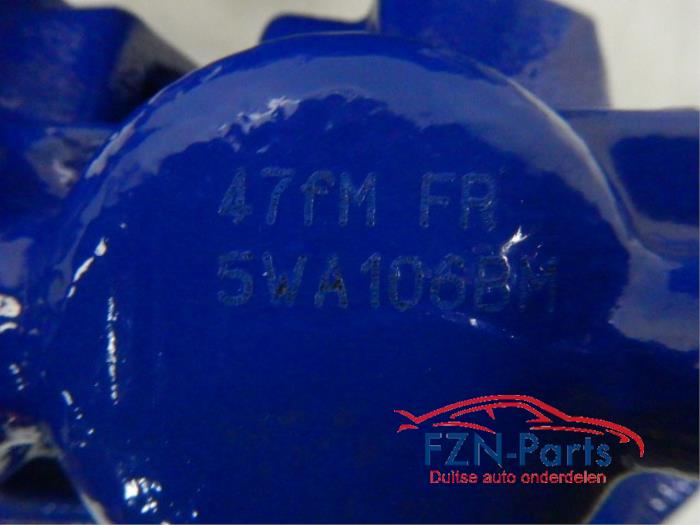 47fM FR
5WA106BM
FZN-Parts
Duitse auto onderdelen